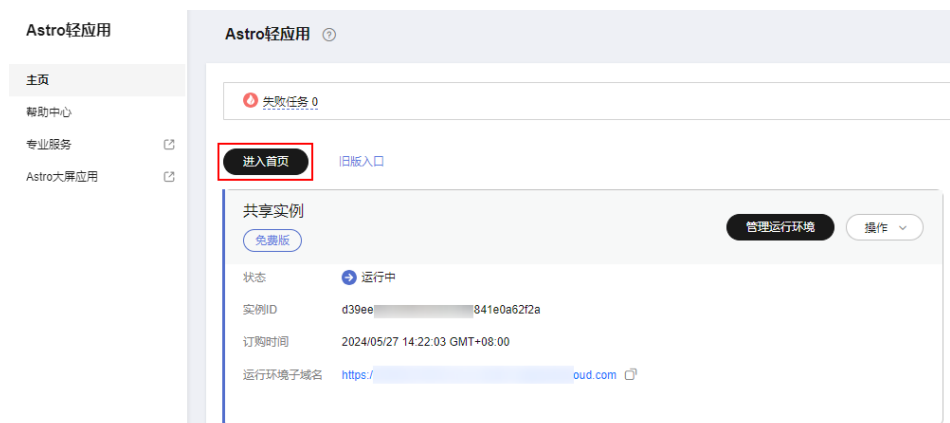 Astro轻应用
主页
帮助中心
专业服务
Astro大屏应用
Astro轻应用
失败任务 0
进入首页 旧版入口
共享实例
免费版
管理运行环境 操作
状态 运行中
实例ID d39ee 841e0a62f2a
订购时间 2024/05/27 14:22:03 GMT+08:00
运行环境子域名 https:/ oud.com